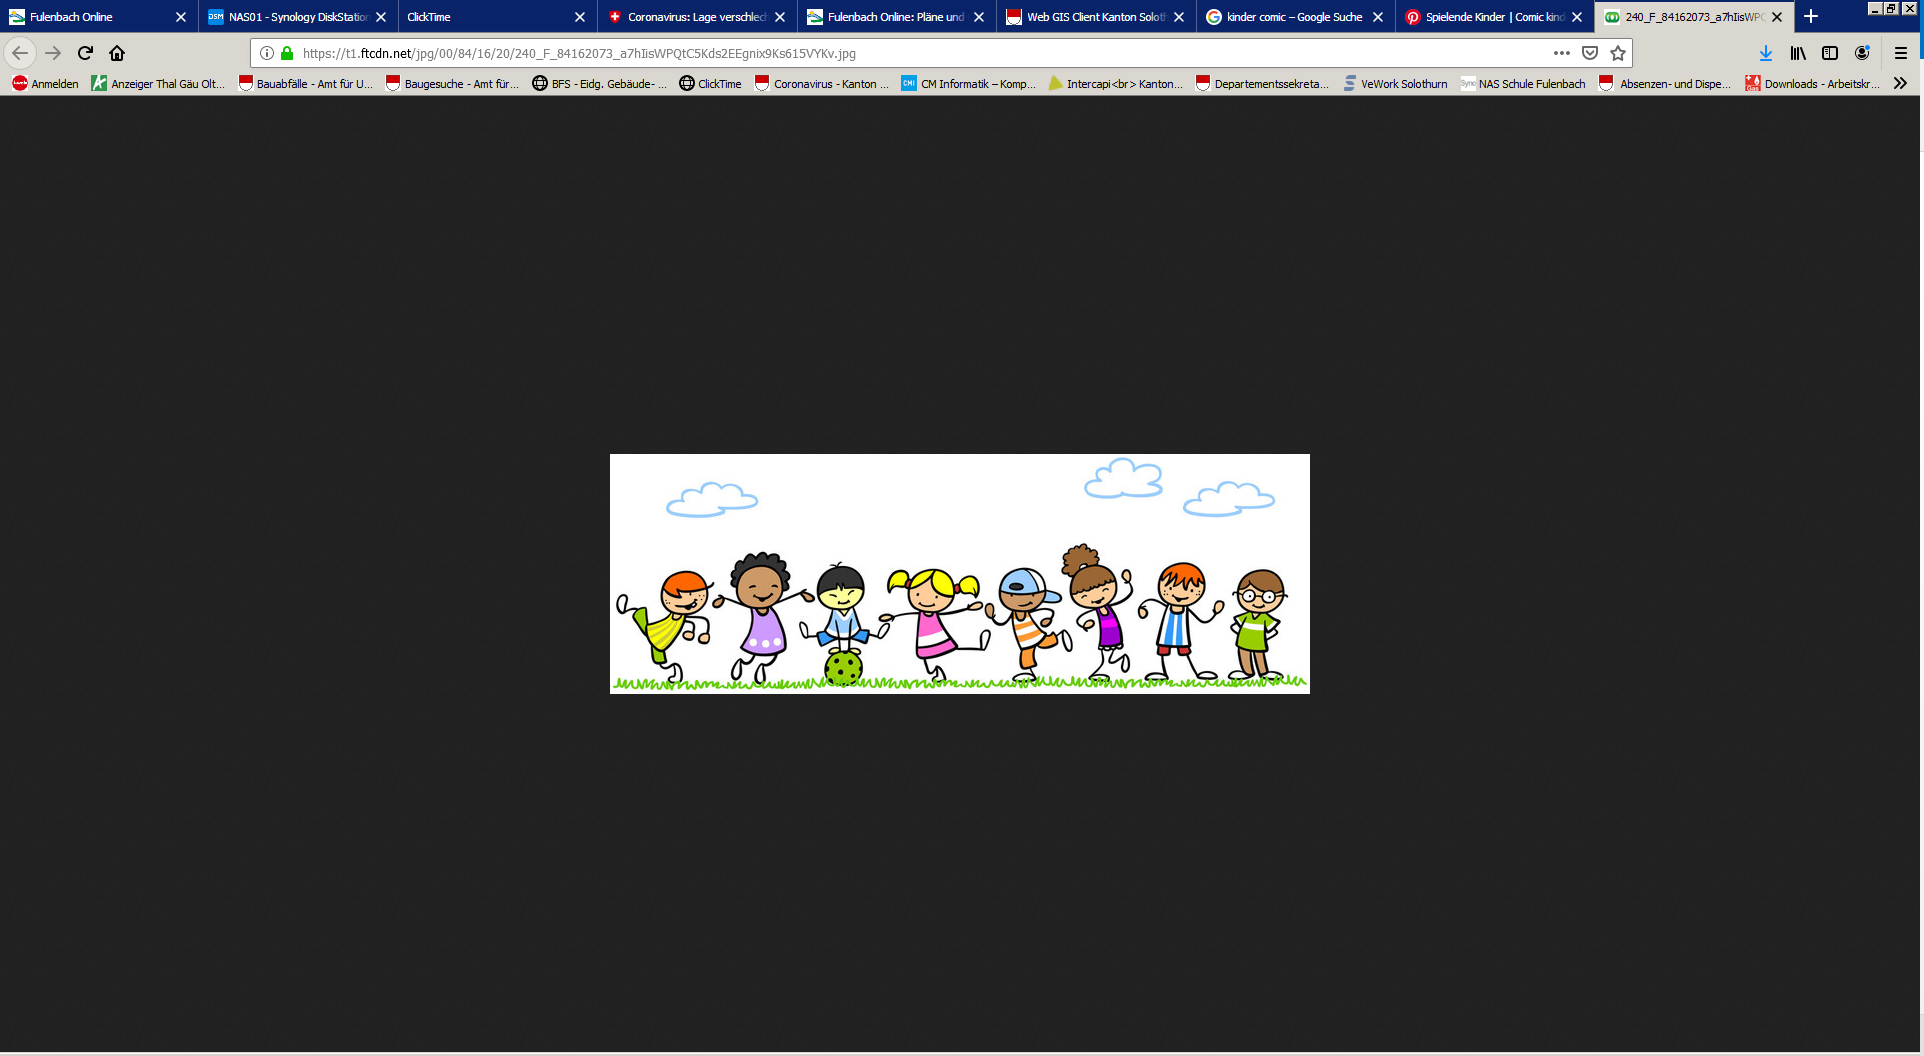 Fulenbach Online
NAS01 - Synology DiskStation
ClickTime
Coronavirus: Lage verschlech
Fulenbach Online: Pläne und
Web GIS Client Kanton Soloth
kinder comic – Google Suche
Spielende Kinder | Comic kind
240_F_84162073_a7hIisWPQ
https://t1.ftcdn.net/jpg/00/84/16/20/240_F_84162073_a7hIisWPQtC5Kds2EEgnix9Ks615VYKv.jpg
Anmelden
Anzeiger Thal Gäu Olt...
Bauabfälle - Amt für U...
Baugesuche - Amt für...
BFS - Eidg. Gebäude- ...
ClickTime
Coronavirus - Kanton ...
CM Informatik – Komp...
Intercapi<br> Kanton...
Departementssekreta...
VeWork Solothurn
NAS Schule Fulenbach
Absenzen- und Dispe...
Downloads - Arbeitskr...